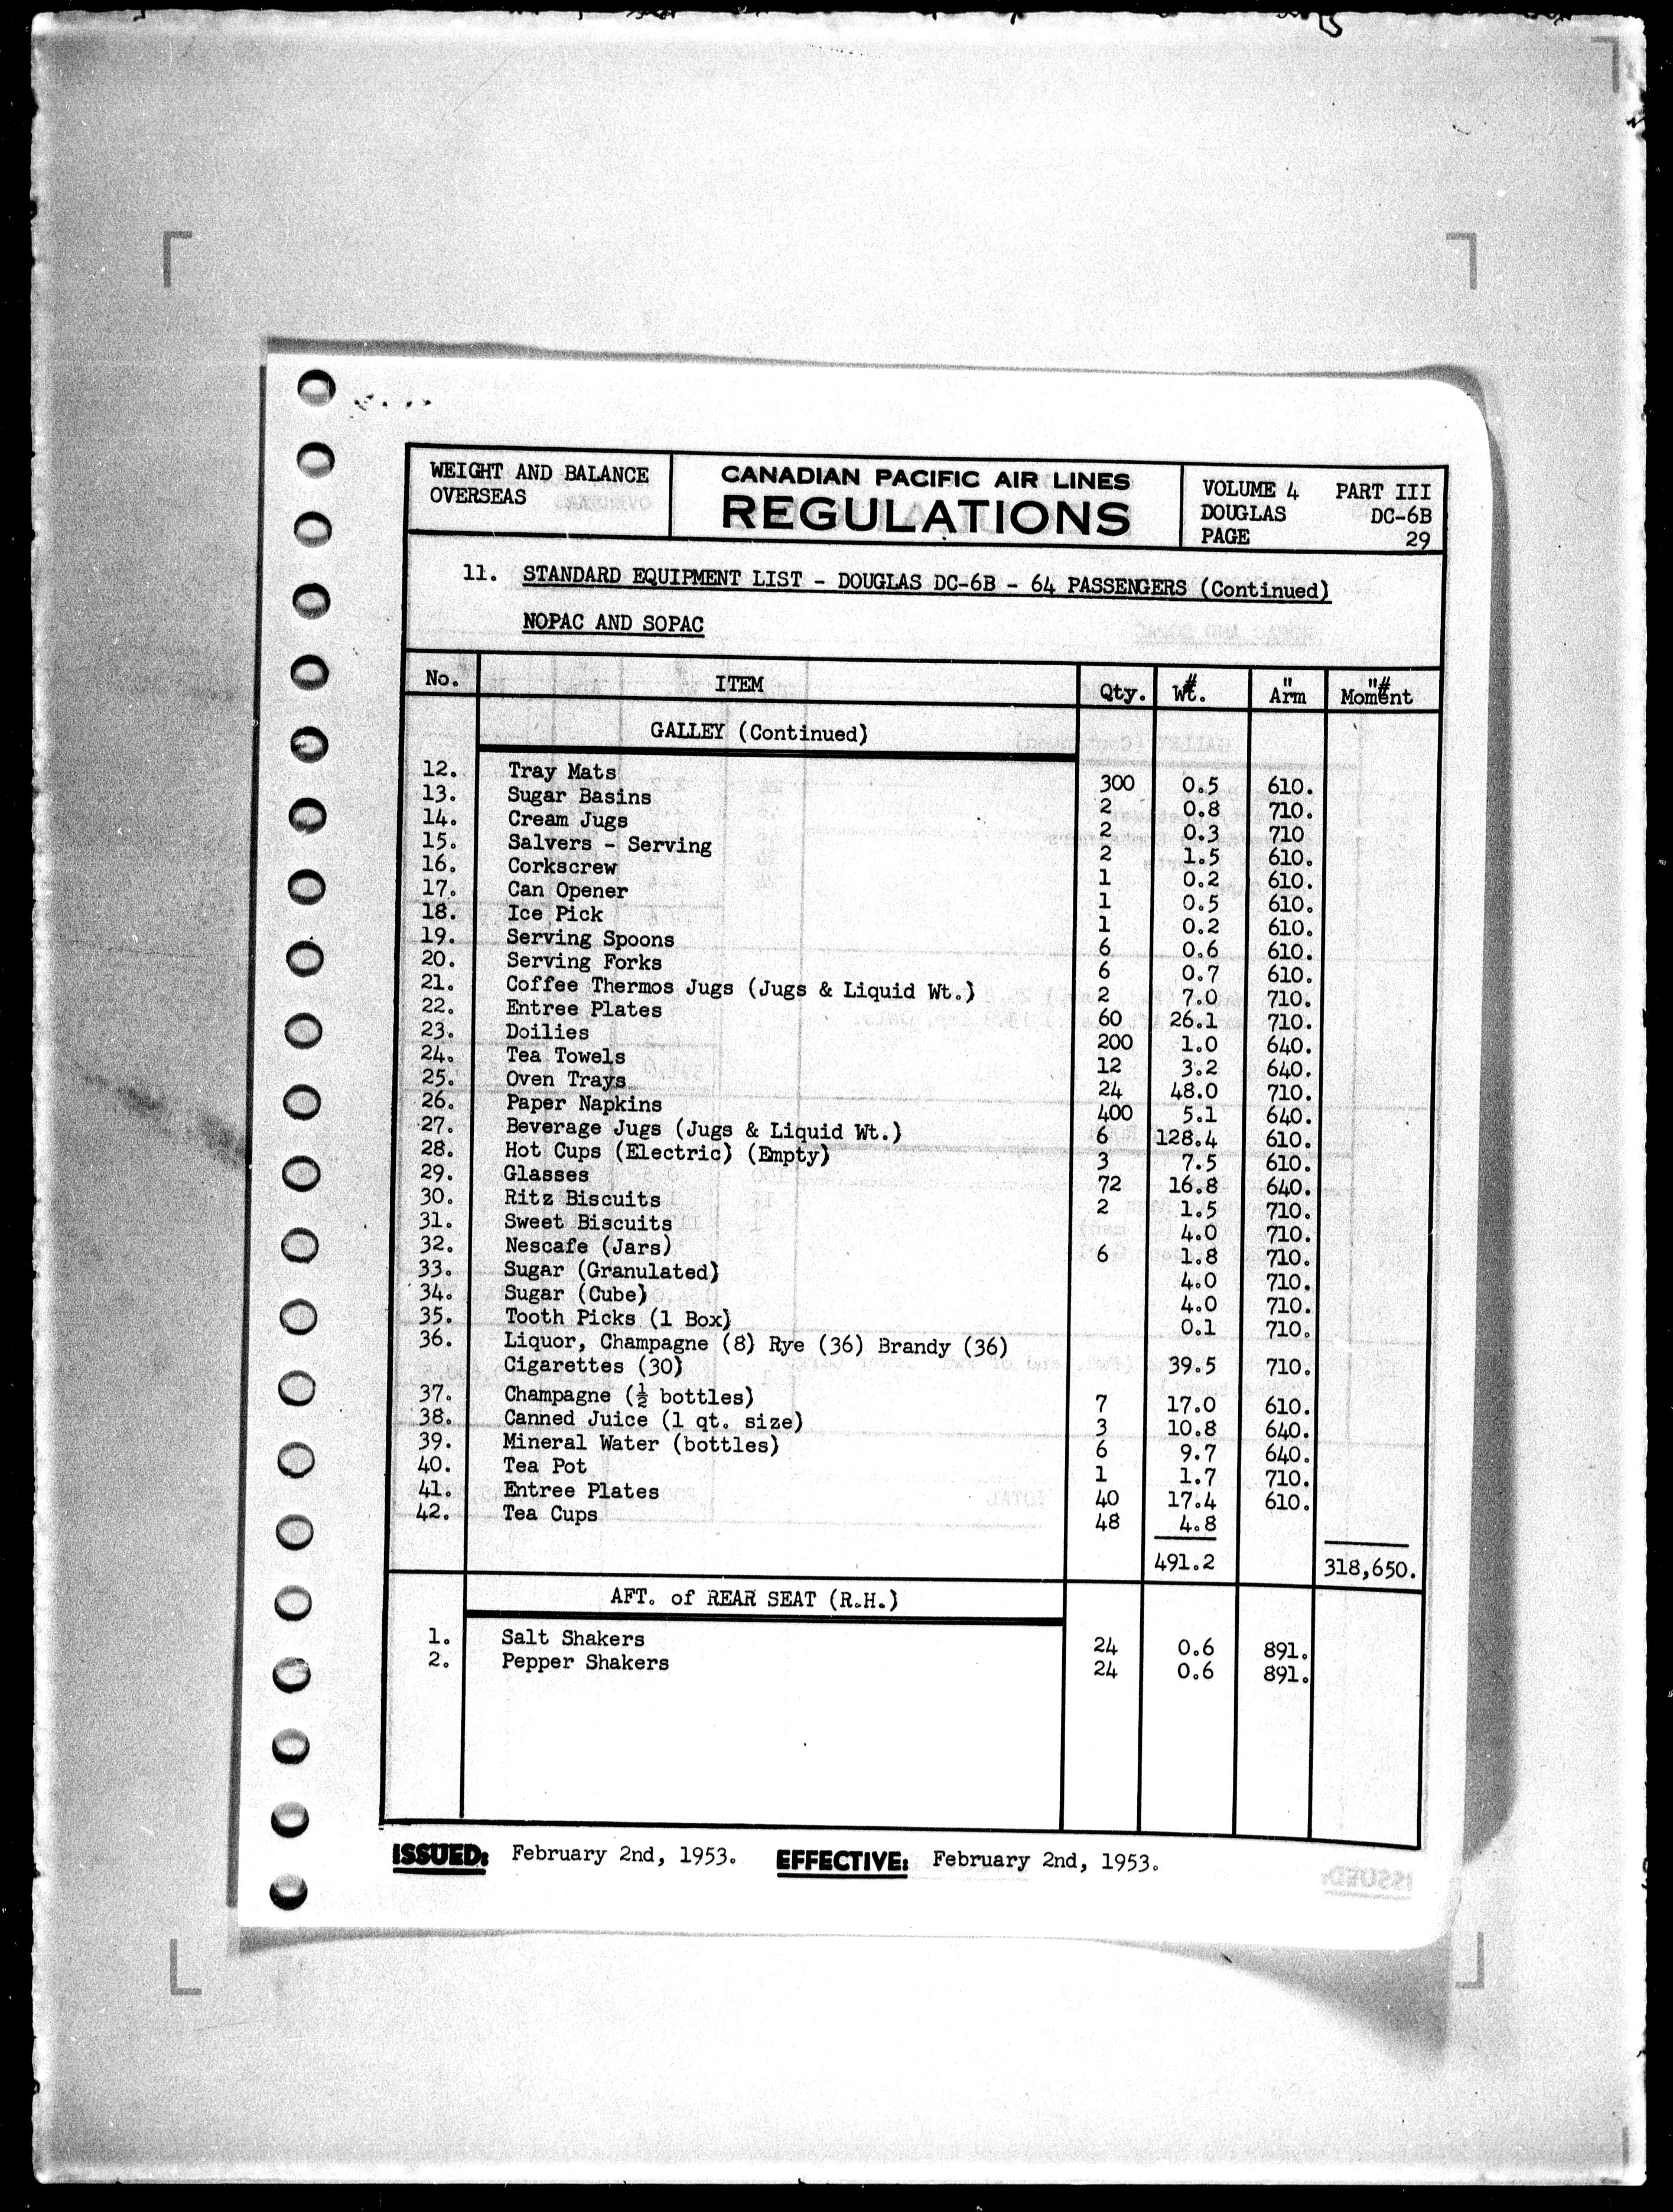 WEIGHT AND BALANCE
OVERSEAS
CANADIAN PACIFIC AIR LINES
REGULATIONS
VOLUME 4 PART III
DOUGLAS DC-6B
PAGE 29
11. STANDARD EQUIPMENT LIST - DOUGLAS DC-6B - 64 PASSENGERS (Continued)
NOPAC AND SOPAC
No. ITEM Qty. Wt.# Arm" Moment"#
GALLEY (Continued)
12. Tray Mats 300 0.5 610.
13. Sugar Basins 2 0.8 710.
14. Cream Jugs 2 0.3 710
15. Salvers - Serving 2 1.5 610.
16. Corkscrew 1 0.2 610.
17. Can Opener 1 0.5 610.
18. Ice Pick 1 0.2 610.
19. Serving Spoons 6 0.6 610.
20. Serving Forks 6 0.7 610.
21. Coffee Thermos Jugs (Jugs & Liquid Wt.) 2 7.0 710.
22. Entree Plates 60 26.1 710.
23. Doilies 200 1.0 640.
24. Tea Towels 12 3.2 640.
25. Oven Trays 24 48.0 710.
26. Paper Napkins 400 5.1 640.
27. Beverage Jugs (Jugs & Liquid Wt.) 6 128.4 610.
28. Hot Cups (Electric) (Empty) 3 7.5 610.
29. Glasses 72 16.8 640.
30. Ritz Biscuits 2 1.5 710.
31. Sweet Biscuits 4.0 710.
32. Nescafe (Jars) 6 1.8 710.
33. Sugar (Granulated) 4.0 710.
34. Sugar (Cube) 4.0 710.
35. Tooth Picks (1 Box) 0.1 710.
36. Liquor, Champagne (8) Rye (36) Brandy (36)
Cigarettes (30) 39.5 710.
37. Champagne (½ bottles) 7 17.0 610.
38. Canned Juice (1 qt. size) 3 10.8 640.
39. Mineral Water (bottles) 6 9.7 640.
40. Tea Pot 1 1.7 710.
41. Entree Plates 40 17.4 610.
42. Tea Cups 48 4.8
491.2 318,650.
AFT. of REAR SEAT (R.H.)
1. Salt Shakers 24 0.6 891.
2. Pepper Shakers 24 0.6 891.
ISSUED: February 2nd, 1953. EFFECTIVE: February 2nd, 1953.